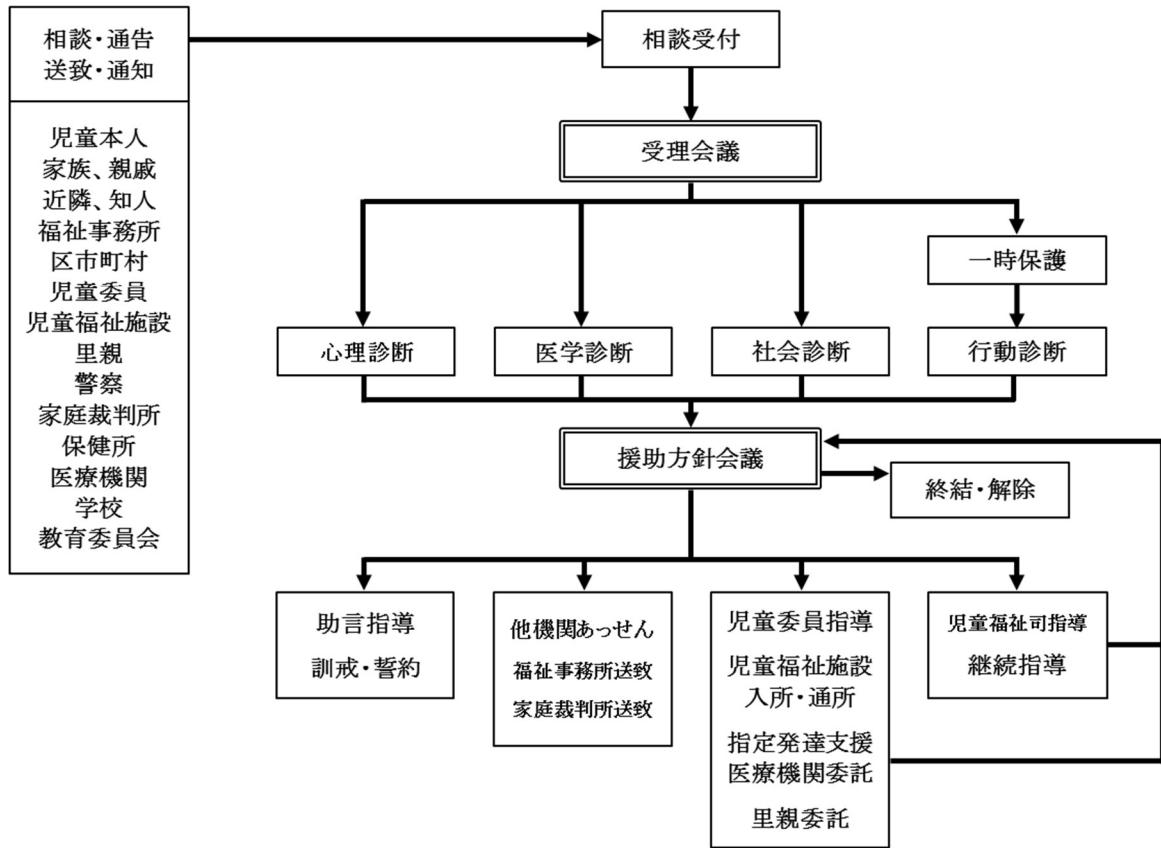 相談・通告
送致・通知
児童本人
家族、親戚
近隣、知人
福祉事務所
区市町村
児童委員
児童福祉施設
里親
警察
家庭裁判所
保健所
医療機関
学校
教育委員会
相談受付
受理会議
一時保護
心理診断
医学診断
社会診断
行動診断
援助方針会議
終結・解除
助言指導
訓戒・誓約
他機関あっせん
福祉事務所送致
家庭裁判所送致
児童委員指導
児童福祉施設
入所・通所
指定発達支援
医療機関委託
里親委託
児童福祉司指導
継続指導